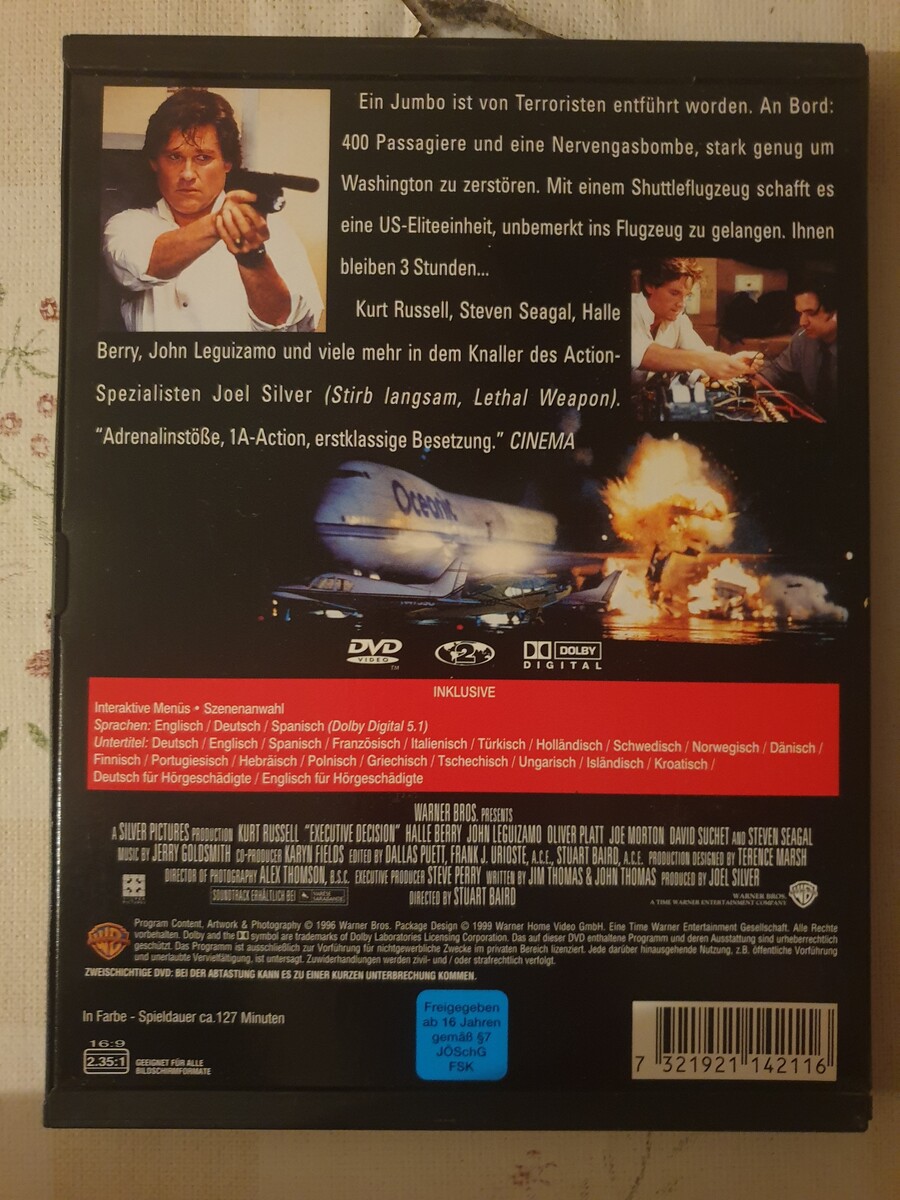 Ein Jumbo ist von Terroristen entführt worden. An Bord:
400 Passagiere und eine Nervengasbombe, stark genug um
Washington zu zerstören. Mit einem Shuttleflugzeug schafft es
eine US-Eliteeinheit, unbemerkt ins Flugzeug zu gelangen. Ihnen
bleiben 3 Stunden...
Kurt Russell, Steven Seagal, Halle
Berry, John Leguizamo und viele mehr in dem Knaller des Action-
Spezialisten Joel Silver (Stirb langsam, Lethal Weapon).
"Adrenalinstöße, 1A-Action, erstklassige Besetzung." CINEMA
Oceanic
DVD
VIDEO
TM
2
DOLBY
DIGITAL
INKLUSIVE
Interaktive Menüs • Szenenanwahl
Sprachen: Englisch / Deutsch / Spanisch (Dolby Digital 5.1)
Untertitel: Deutsch / Englisch / Spanisch / Französisch / Italienisch / Türkisch / Holländisch / Schwedisch / Norwegisch / Dänisch /
Finnisch / Portugiesisch / Hebräisch / Polnisch / Griechisch / Tschechisch / Ungarisch / Isländisch / Kroatisch /
Deutsch für Hörgeschädigte / Englisch für Hörgeschädigte
WARNER BROS. PRESENTS
A SILVER PICTURES PRODUCTION KURT RUSSELL "EXECUTIVE DECISION" HALLE BERRY JOHN LEGUIZAMO OLIVER PLATT JOE MORTON DAVID SUCHET AND STEVEN SEAGAL
MUSIC BY JERRY GOLDSMITH CO-PRODUCER KARYN FIELDS EDITED BY DALLAS PUETT, FRANK J. URIOSTE, A.C.E., STUART BAIRD, A.C.E. PRODUCTION DESIGNED BY TERENCE MARSH
DIRECTOR OF PHOTOGRAPHY ALEX THOMSON, B.S.C. EXECUTIVE PRODUCER STEVE PERRY WRITTEN BY JIM THOMAS & JOHN THOMAS PRODUCED BY JOEL SILVER
SOUNDTRACK ERHÄLTLICH BEI VARÈSE SARABANDE
DIRECTED BY STUART BAIRD
WARNER BROS.
A TIME WARNER ENTERTAINMENT COMPANY
Program Content, Artwork & Photography © 1996 Warner Bros. Package Design © 1999 Warner Home Video GmbH. Eine Time Warner Entertainment Gesellschaft. Alle Rechte
vorbehalten. Dolby and the symbol are trademarks of Dolby Laboratories Licensing Corporation. Das auf dieser DVD enthaltene Programm und deren Ausstattung sind urheberrechtlich
geschützt. Das Programm ist ausschließlich zur Vorführung für nichtgewerbliche Zwecke im privaten Bereich lizenziert. Jede darüber hinausgehende Nutzung, z.B. öffentliche Vorführung
und unerlaubte Vervielfältigung, ist untersagt. Zuwiderhandlungen werden zivil- und / oder strafrechtlich verfolgt.
ZWEISCHICHTIGE DVD: BEI DER ABTASTUNG KANN ES ZU EINER KURZEN UNTERBRECHUNG KOMMEN.
In Farbe - Spieldauer ca.127 Minuten
16:9
2.35:1
GEEIGNET FÜR ALLE
BILDSCHIRMFORMATE
Freigegeben
ab 16 Jahren
gemäß §7
JÖSchG
FSK
7 321921 142116